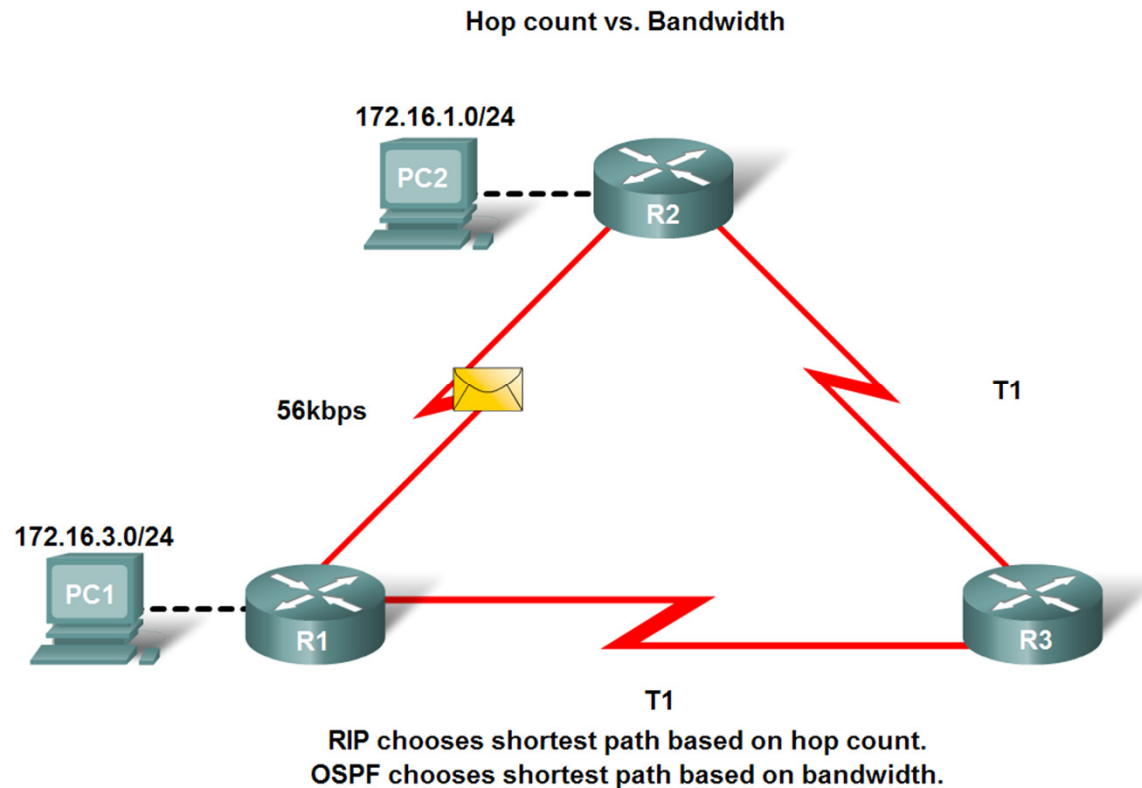 Hop count vs. Bandwidth
172.16.1.0/24
PC2
R2
56kbps
T1
172.16.3.0/24
PC1
R1
R3
T1
RIP chooses shortest path based on hop count.
OSPF chooses shortest path based on bandwidth.